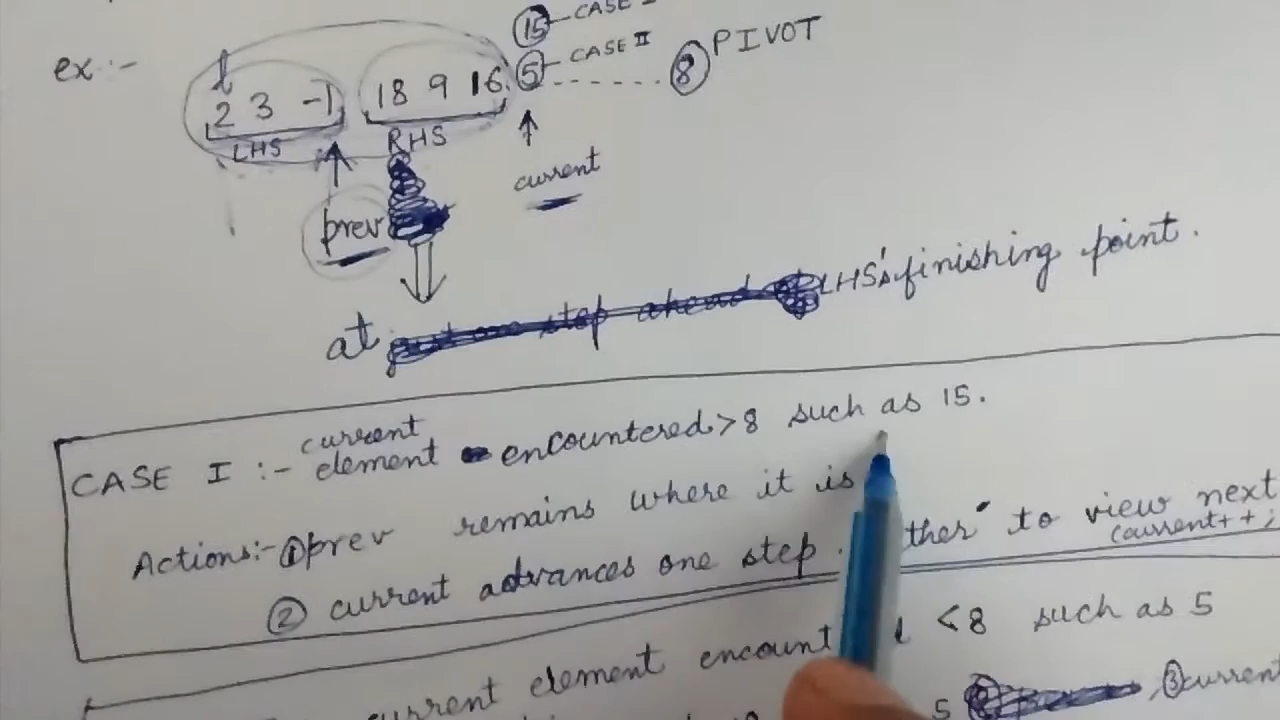 CASE I
ex :-
15
CASE II
PIVOT
2 3 -1 18 9 16 5 8
LHS RHS
prev current
at LHS's finishing point.
CASE I :- current element encountered > 8 such as 15.
Actions:- ① prev remains where it is
② current advances one step to view next
current++;
current element encount < 8 such as 5
5 ③ current